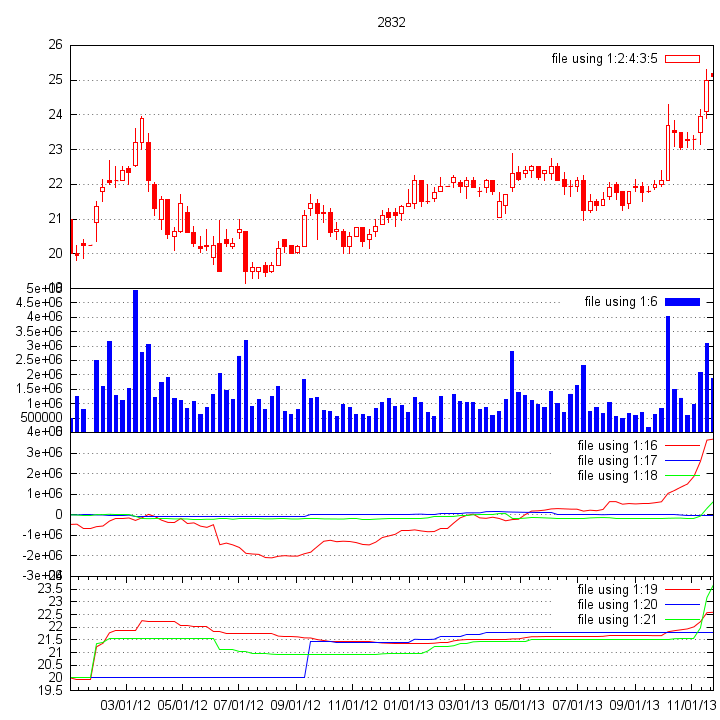 2832
26
file using 1:2:4:3:5
25
24
23
22
21
20
19
5e+06
file using 1:6
4.5e+06
4e+06
3.5e+06
3e+06
2.5e+06
2e+06
1.5e+06
1e+06
500000
0
4e+06
file using 1:16
3e+06
file using 1:17
file using 1:18
2e+06
1e+06
0
-1e+06
-2e+06
-3e+06
24
23.5
file using 1:19
23
file using 1:20
22.5
file using 1:21
22
21.5
21
20.5
20
19.5
03/01/12 05/01/12 07/01/12 09/01/12 11/01/12 01/01/13 03/01/13 05/01/13 07/01/13 09/01/13 11/01/13